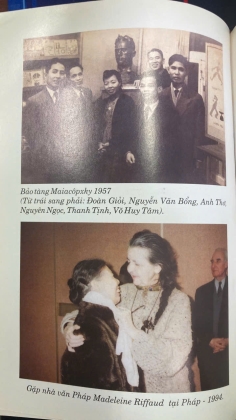 Bảo tàng Maiacôpxky 1957
(Từ trái sang phải: Đoàn Giỏi, Nguyễn Văn Bổng, Anh Thơ,
Nguyên Ngọc, Thanh Tịnh, Võ Huy Tâm).
Gặp nhà văn Pháp Madeleine Riffaud tại Pháp - 1994.